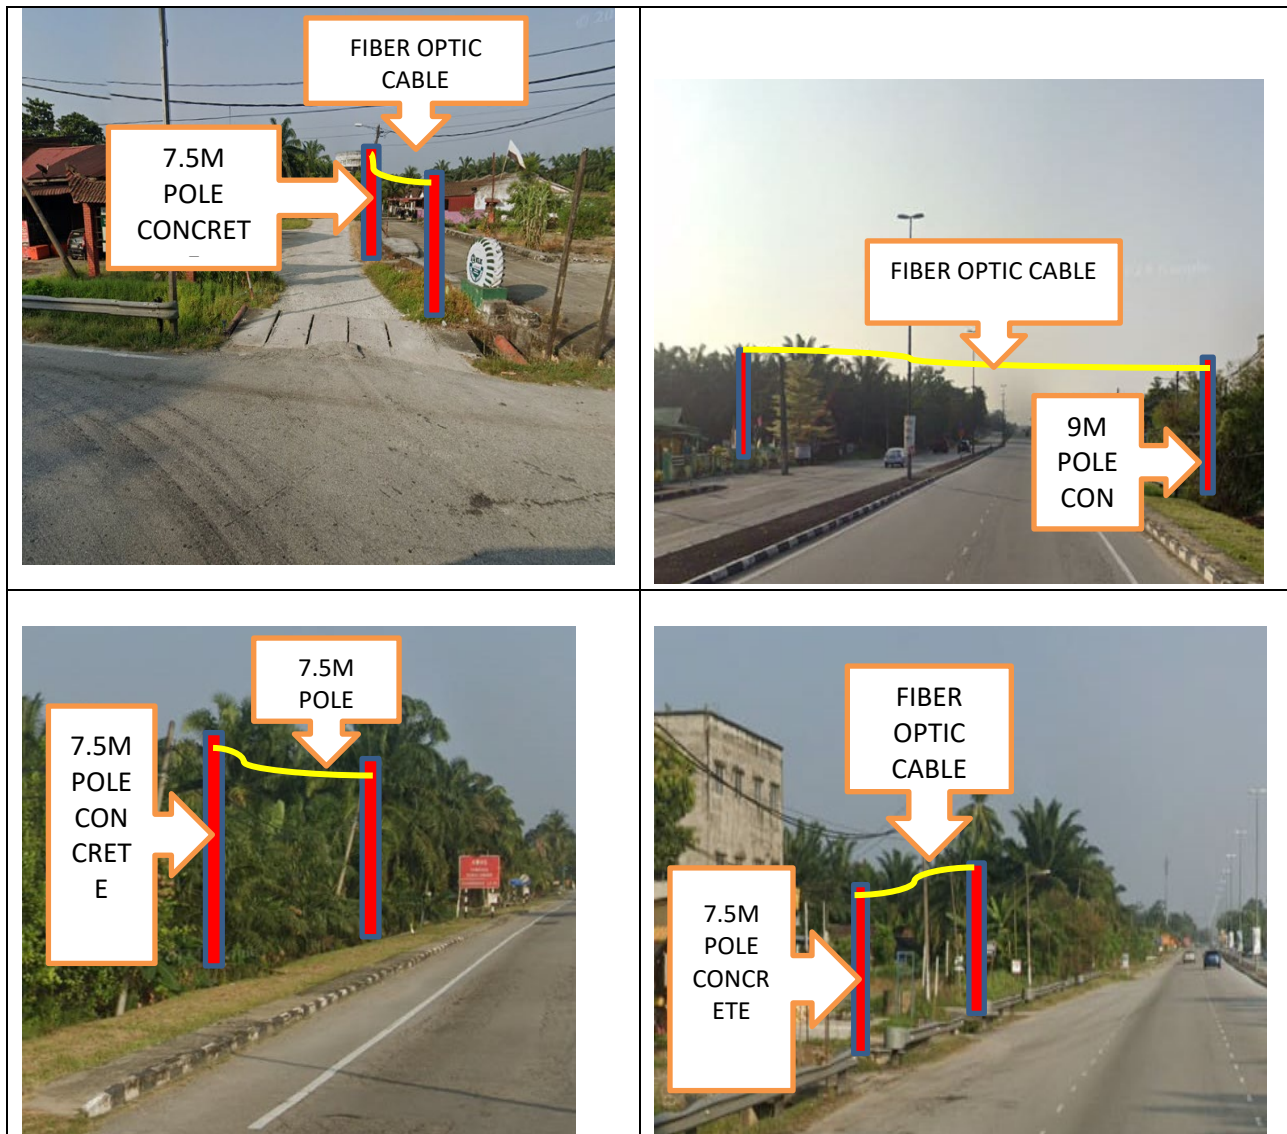 FIBER OPTIC
CABLE
7.5M
POLE
CONCRET
FIBER OPTIC CABLE
9M
POLE
CON
7.5M
POLE
7.5M
POLE
CON
CRET
E
FIBER
OPTIC
CABLE
7.5M
POLE
CONCR
ETE